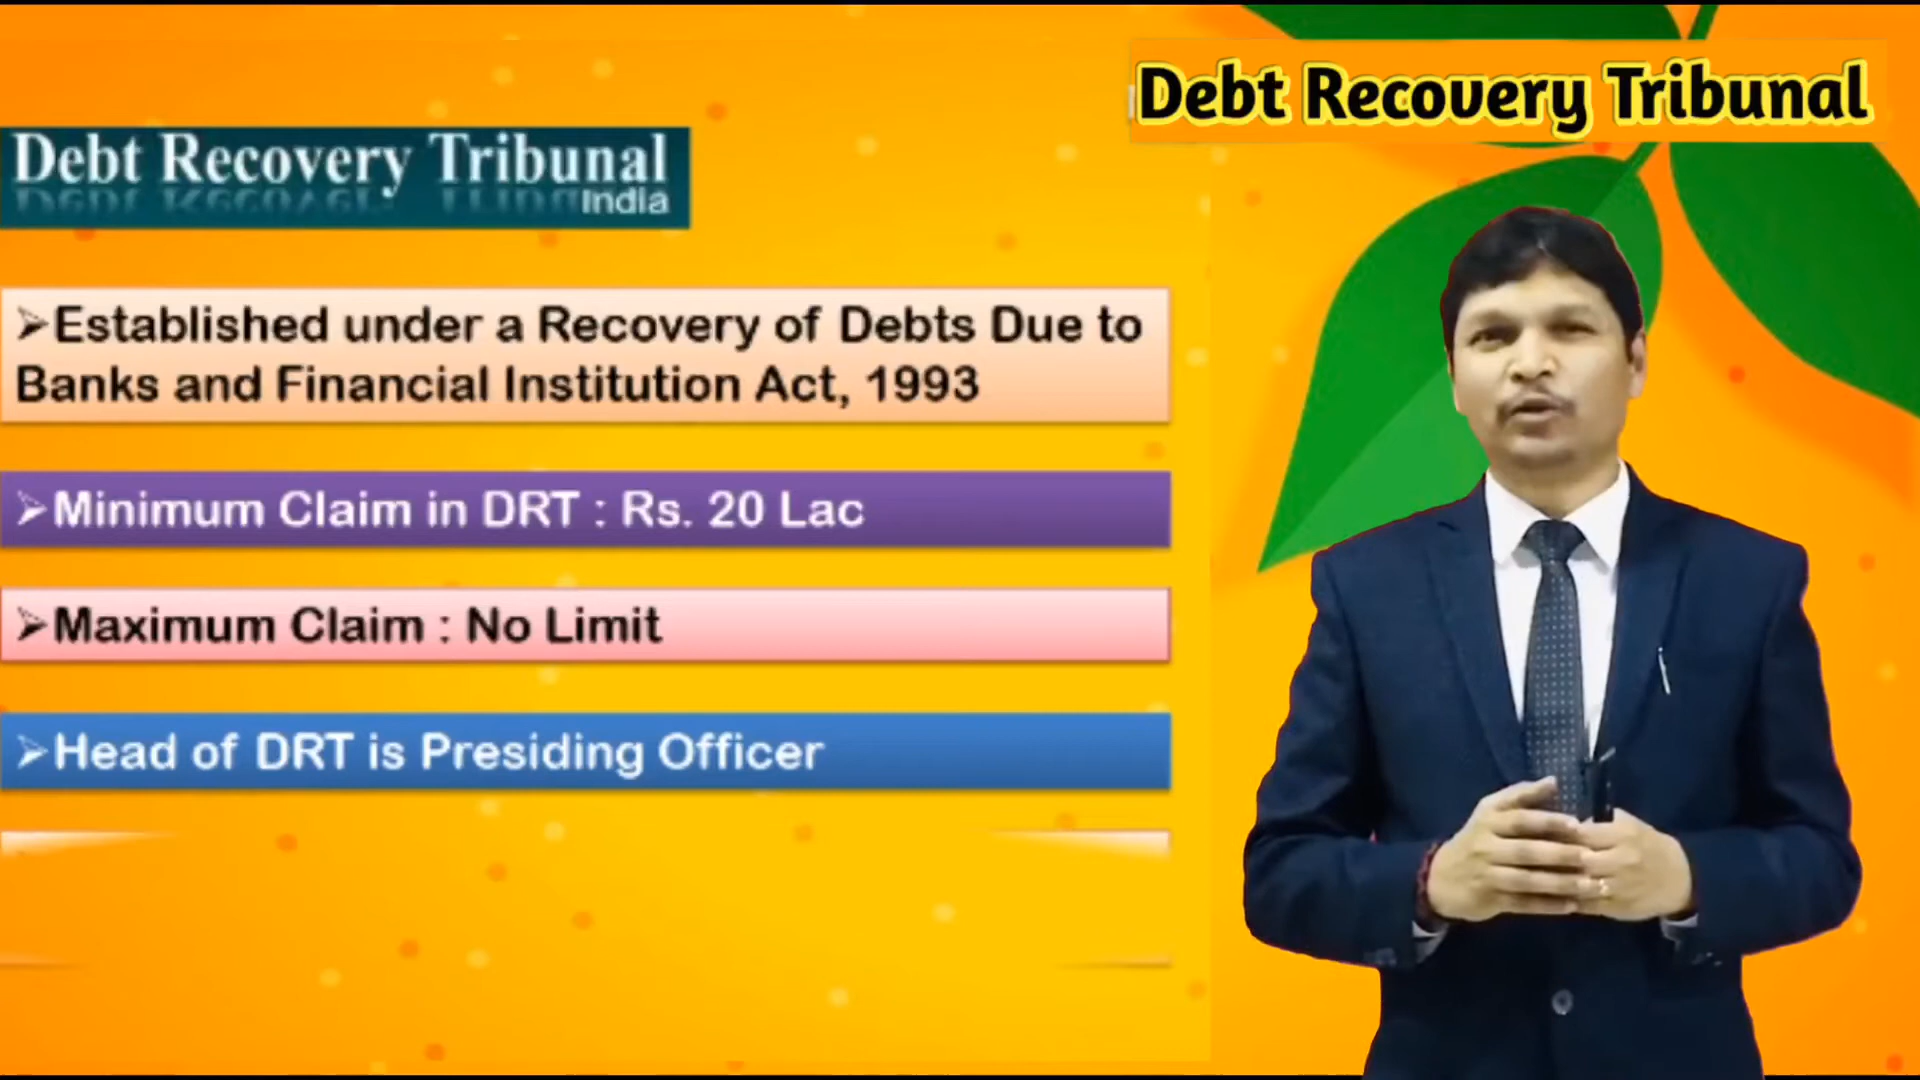 Debt Recovery Tribunal
Debt Recovery Tribunal
India
➢Established under a Recovery of Debts Due to
Banks and Financial Institution Act, 1993
➢Minimum Claim in DRT : Rs. 20 Lac
➢Maximum Claim : No Limit
➢Head of DRT is Presiding Officer